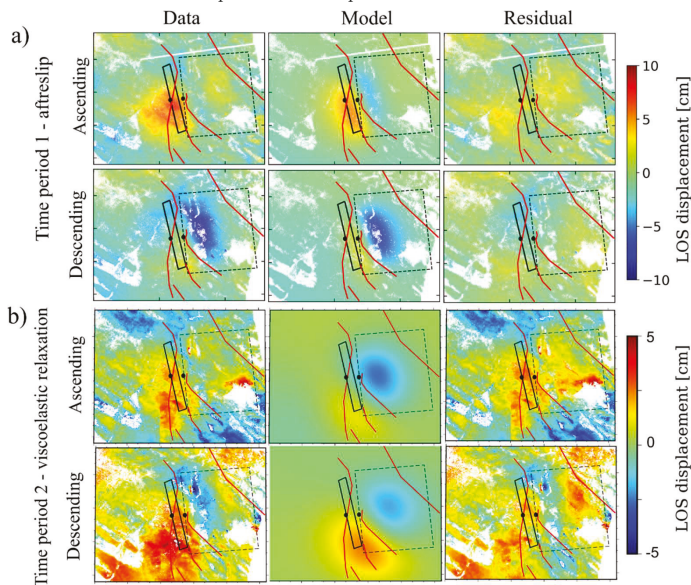 Data Model Residual
a)
Time period 1 - aftreslip
Ascending
Descending
10
5
0
−5
−10
LOS displacement [cm]
b)
Time period 2 - viscoelastic relaxation
Ascending
Descending
5
0
-5
LOS displacement [cm]